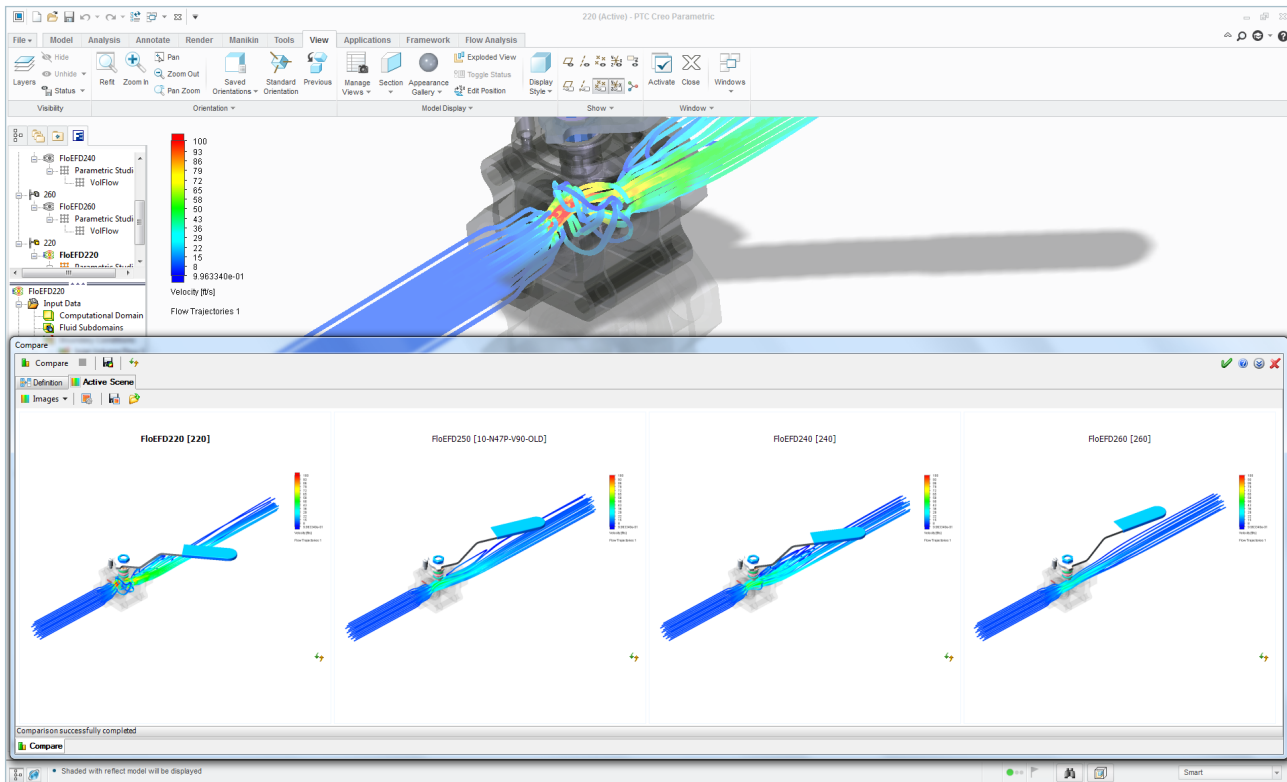 220 (Active) - PTC Creo Parametric
File Model Analysis Annotate Render Manikin Tools View Applications Framework Flow Analysis
Layers
Hide
Unhide
Status
Refit
Zoom In
Pan
Zoom Out
Pan Zoom
Saved Orientations
Standard Orientation
Previous
Manage Views
Section
Appearance Gallery
Exploded View
Toggle Status
Edit Position
Display Style
Activate
Close
Windows
Visibility
Orientation
Model Display
Show
Window
FloEFD240
Parametric Studi
VolFlow
260
FloEFD260
Parametric Studi
VolFlow
220
FloEFD220
Parametric Studi
FloEFD220
Input Data
Computational Domain
Fluid Subdomains
100
93
86
79
72
65
58
50
43
36
29
22
15
8
9.963340e-01
Velocity [ft/s]
Flow Trajectories 1
Compare
Compare
Definition
Active Scene
Images
FloEFD220 [220]
FloEFD250 [10-N47P-V90-OLD]
FloEFD240 [240]
FloEFD260 [260]
Comparison successfully completed
Compare
Shaded with reflect model will be displayed
Smart